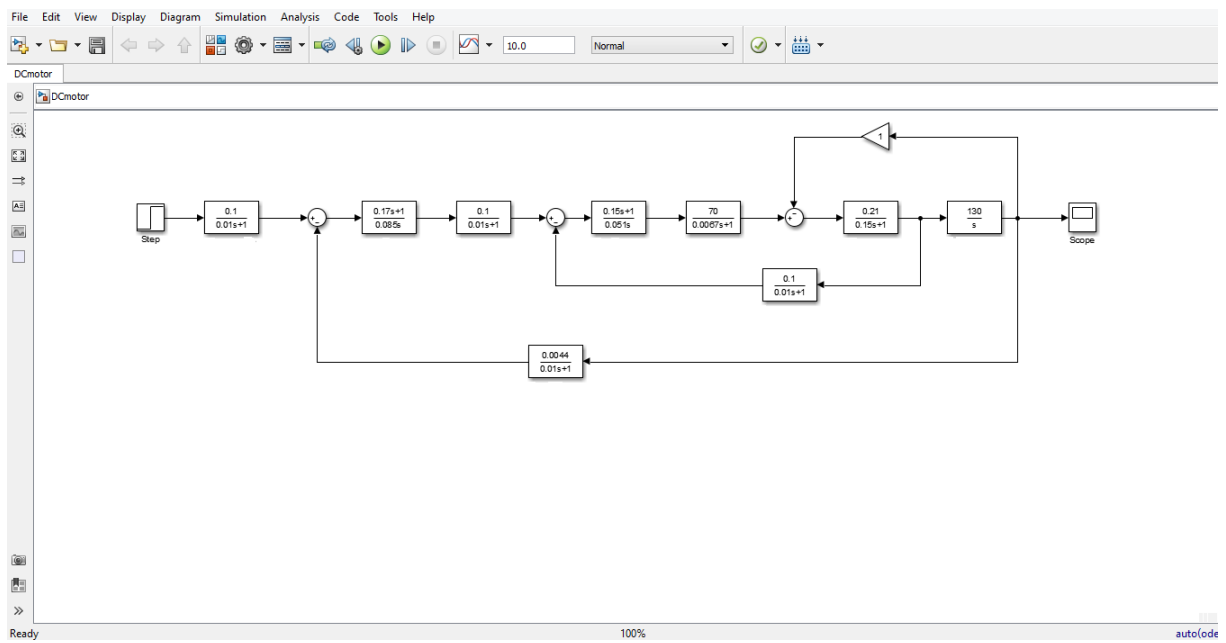 File Edit View Display Diagram Simulation Analysis Code Tools Help
10.0 Normal
DCmotor
DCmotor
1
Step
0.1
0.01s+1
0.17s+1
0.085s
0.1
0.01s+1
0.15s+1
0.051s
70
0.0067s+1
0.21
0.15s+1
130
s
Scope
0.1
0.01s+1
0.0044
0.01s+1
Ready 100% auto(ode